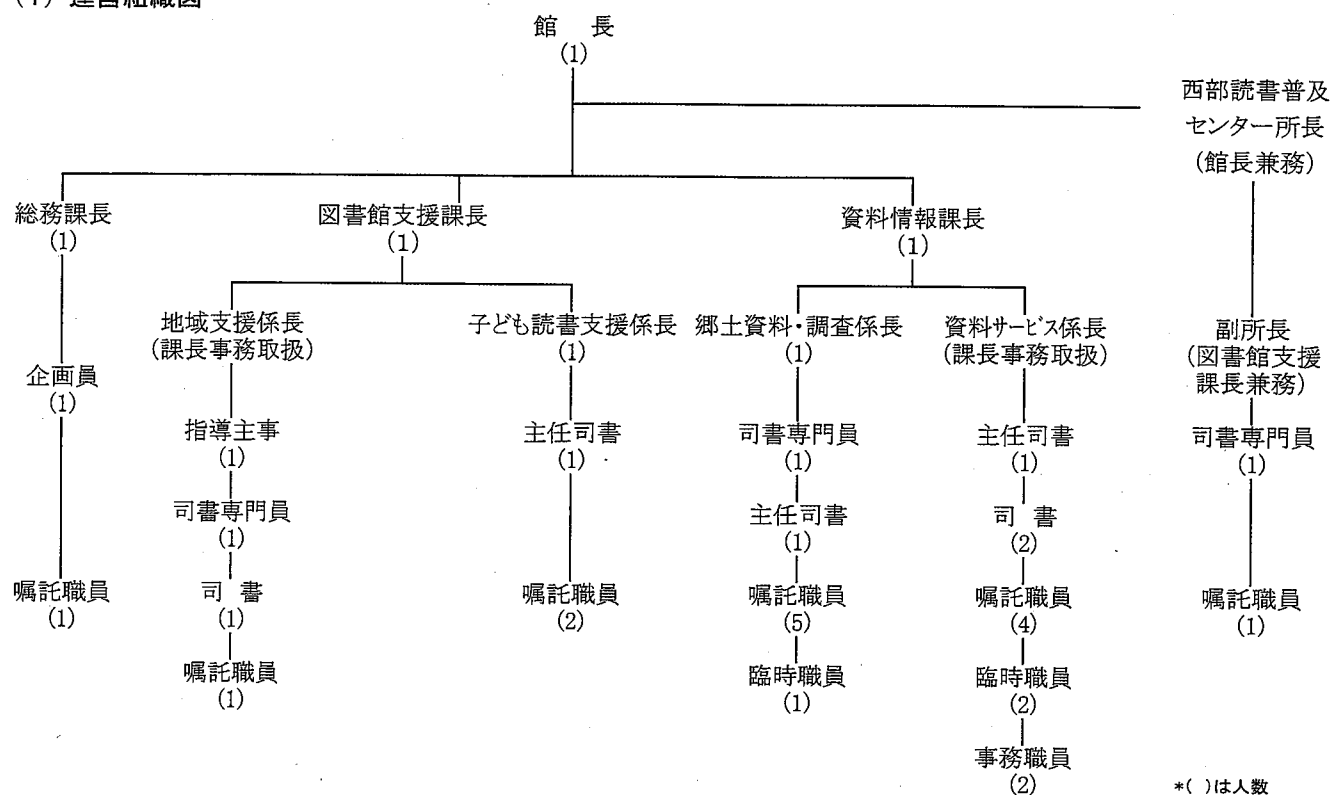 (1) 運営組織図
館 長
(1)
西部読書普及
センター所長
(館長兼務)
総務課長
(1)
図書館支援課長
(1)
資料情報課長
(1)
地域支援係長
(課長事務取扱)
子ども読書支援係長
(1)
郷土資料・調査係長
(1)
資料サービス係長
(課長事務取扱)
副所長
(図書館支援
課長兼務)
企画員
(1)
指導主事
(1)
主任司書
(1)
司書専門員
(1)
主任司書
(1)
司書専門員
(1)
司書専門員
(1)
主任司書
(1)
司 書
(2)
嘱託職員
(1)
司 書
(1)
嘱託職員
(2)
嘱託職員
(5)
嘱託職員
(4)
嘱託職員
(1)
嘱託職員
(1)
臨時職員
(1)
臨時職員
(2)
事務職員
(2)
*( )は人数